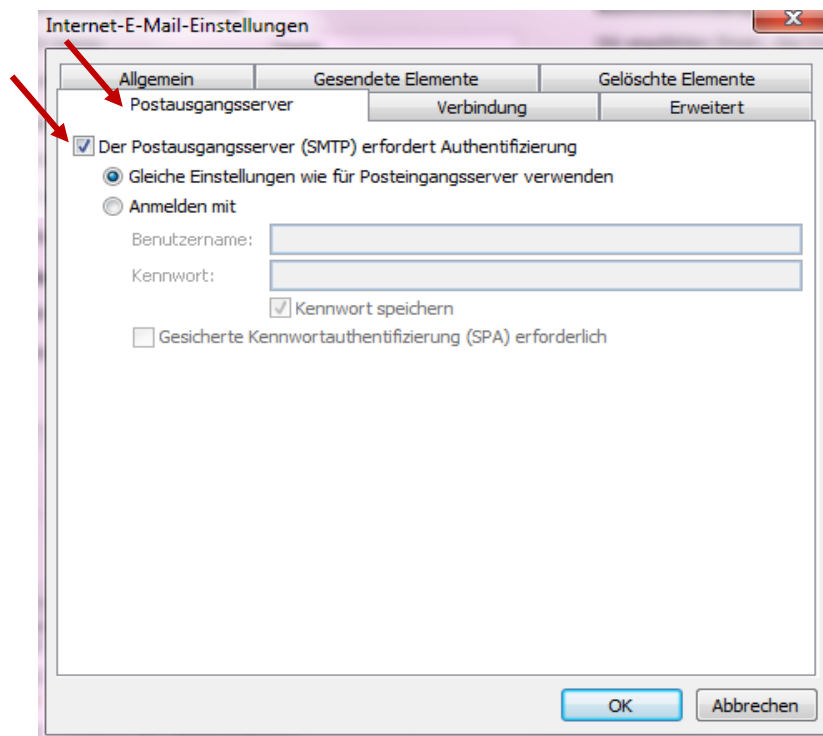 Internet-E-Mail-Einstellungen
X
Allgemein
Gesendete Elemente
Gelöschte Elemente
Postausgangsserver
Verbindung
Erweitert
Der Postausgangsserver (SMTP) erfordert Authentifizierung
Gleiche Einstellungen wie für Posteingangsserver verwenden
Anmelden mit
Benutzername:
Kennwort:
Kennwort speichern
Gesicherte Kennwortauthentifizierung (SPA) erforderlich
OK
Abbrechen